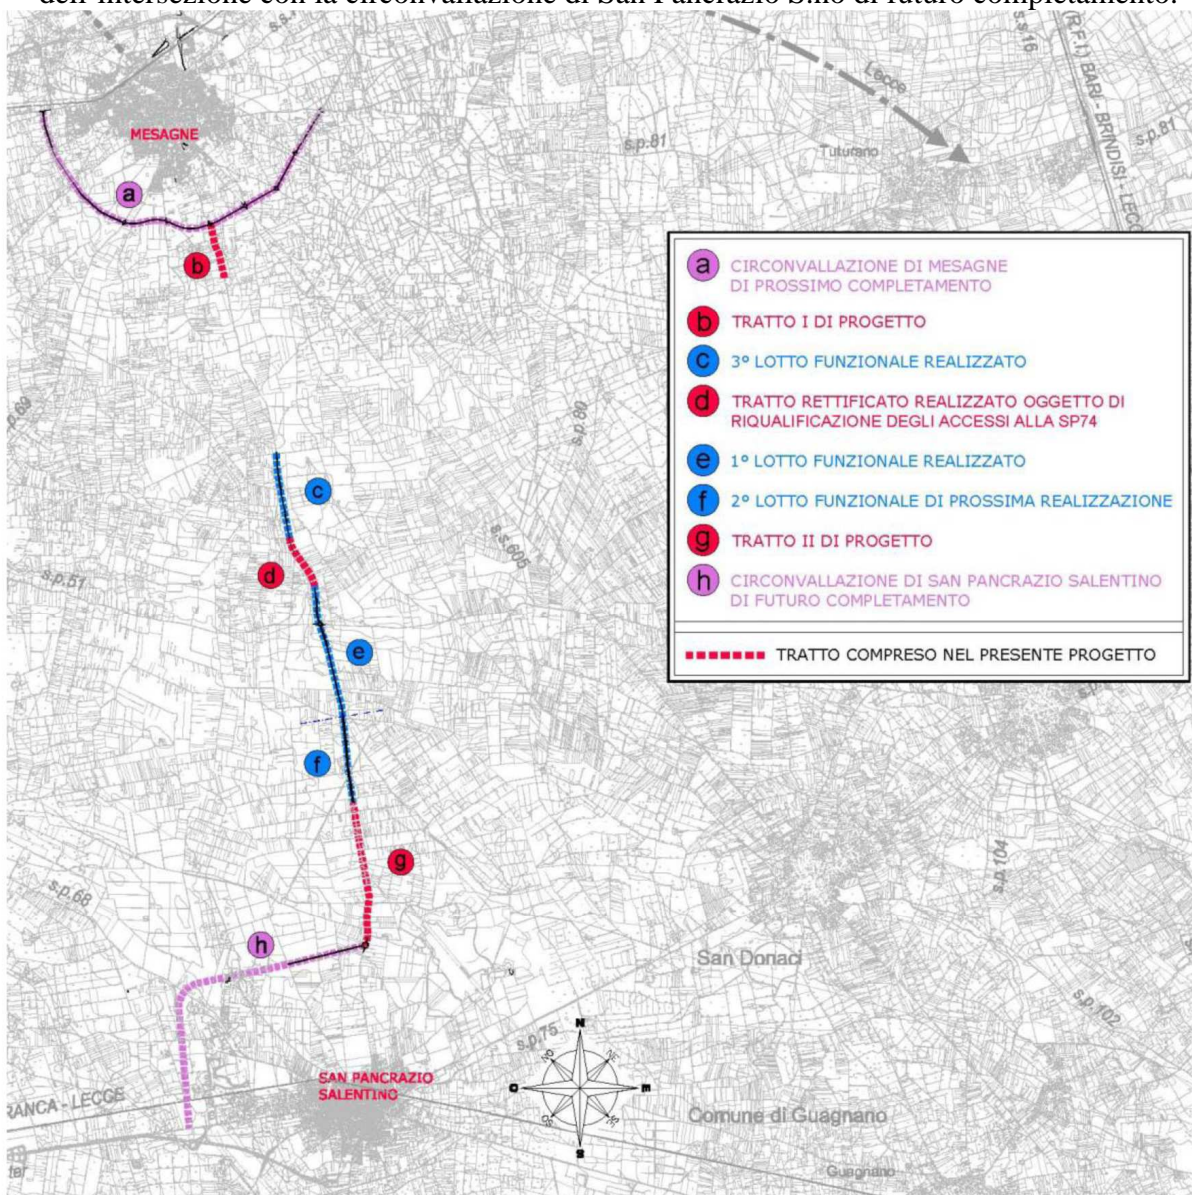 dell'intersezione con la circonvallazione di San Pancrazio S.no di futuro completamento.
s.s.16
(R.F.I.) BARI - BRINDISI - LECC
Lecce
MESAGNE
s.p.81
s.p.81
Tuturano
a
b
a CIRCONVALLAZIONE DI MESAGNE
DI PROSSIMO COMPLETAMENTO
b TRATTO I DI PROGETTO
c 3° LOTTO FUNZIONALE REALIZZATO
d TRATTO RETTIFICATO REALIZZATO OGGETTO DI
RIQUALIFICAZIONE DEGLI ACCESSI ALLA SP74
e 1° LOTTO FUNZIONALE REALIZZATO
f 2° LOTTO FUNZIONALE DI PROSSIMA REALIZZAZIONE
g TRATTO II DI PROGETTO
h CIRCONVALLAZIONE DI SAN PANCRAZIO SALENTINO
DI FUTURO COMPLETAMENTO
TRATTO COMPRESO NEL PRESENTE PROGETTO
s.p.80
c
s.s.605
s.p.51
d
e
f
g
s.p.104
s.p.68
h
San Donaci
s.p.102
s.p.75
N
NE
E
S
SO
O
NO
SAN PANCRAZIO
SALENTINO
RANCA - LECCE
Comune di Guagnano
Guagnano